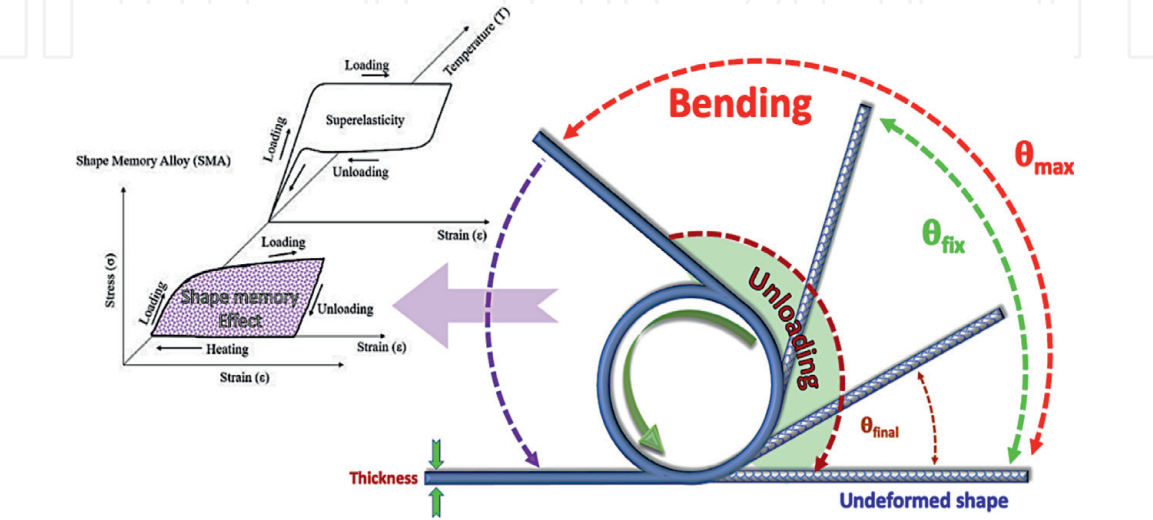 Temperature (T)
Loading
Loading
Superelasticity
Unloading
Shape Memory Alloy (SMA)
Strain (ε)
Stress (σ)
Loading
Loading
Shape memory
Effect
Unloading
Heating
Strain (ε)
Strain (ε)
Bending
θmax
θfix
Unloading
θfinal
Thickness
Undeformed shape